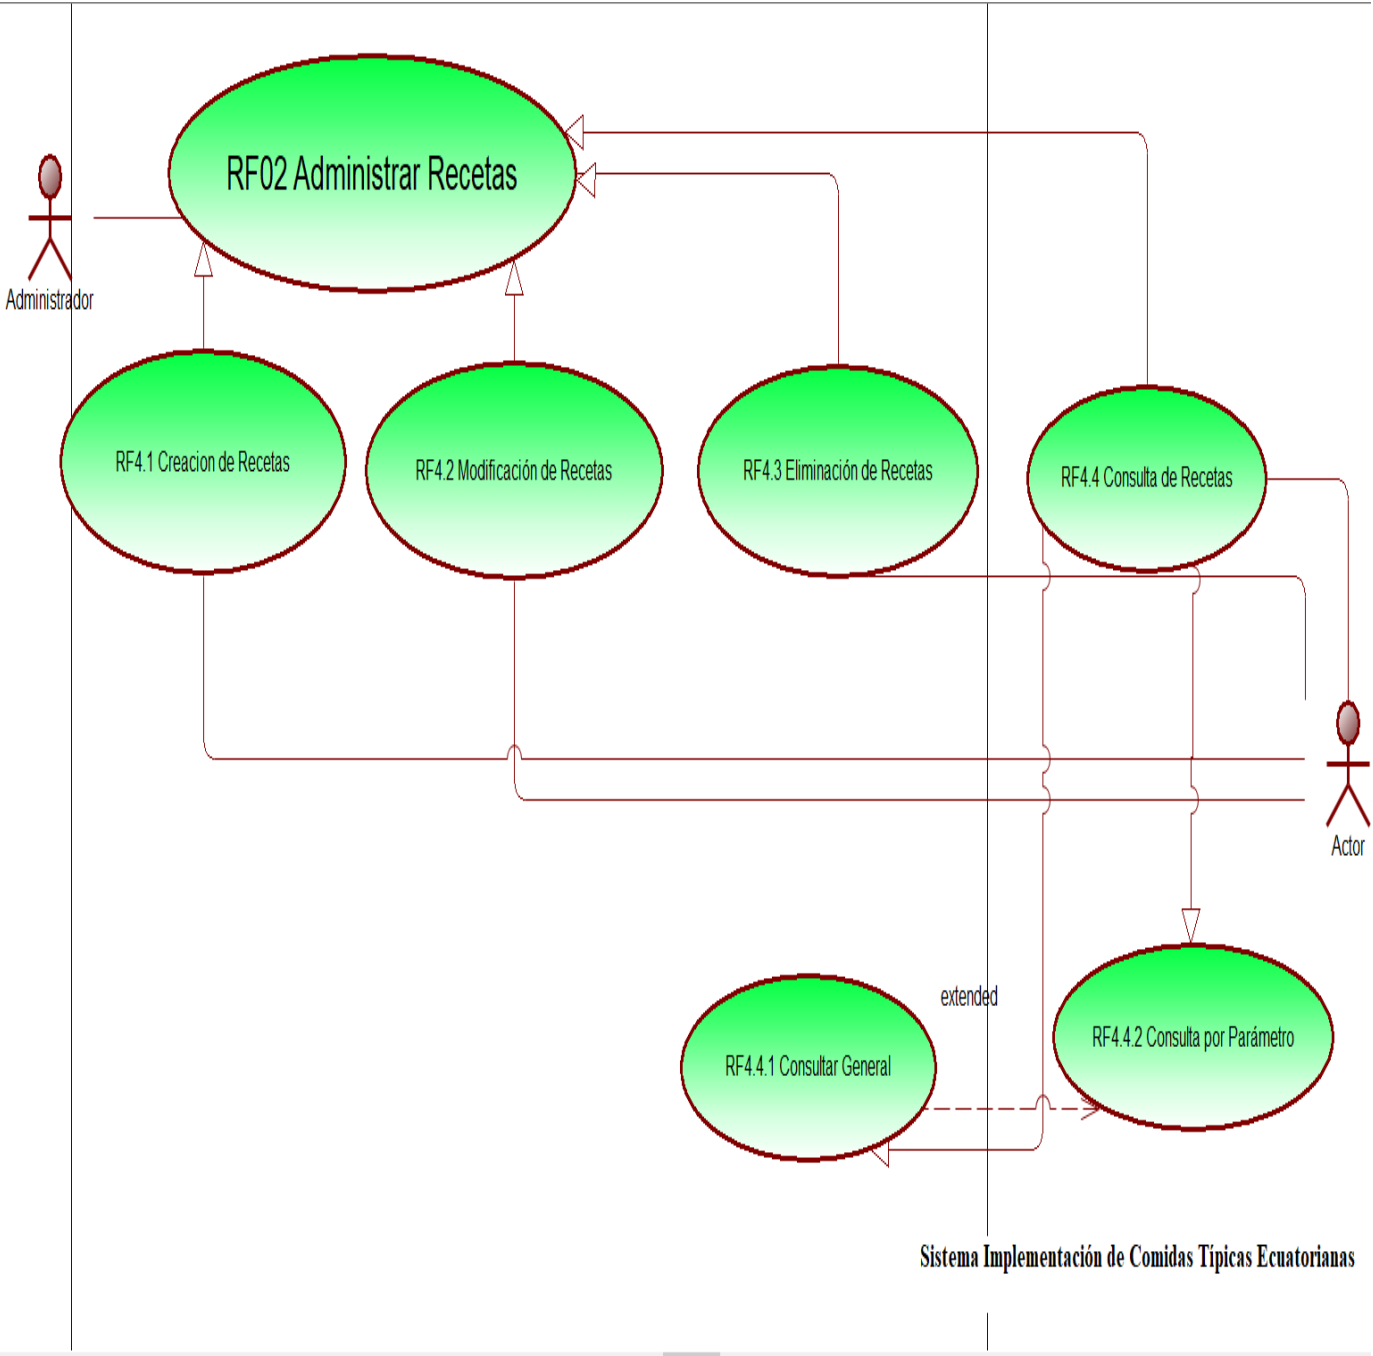 RF02 Administrar Recetas
Administrador
RF4.1 Creacion de Recetas
RF4.2 Modificación de Recetas
RF4.3 Eliminación de Recetas
RF4.4 Consulta de Recetas
Actor
extended
RF4.4.1 Consultar General
RF4.4.2 Consulta por Parámetro
Sistema Implementación de Comidas Típicas Ecuatorianas